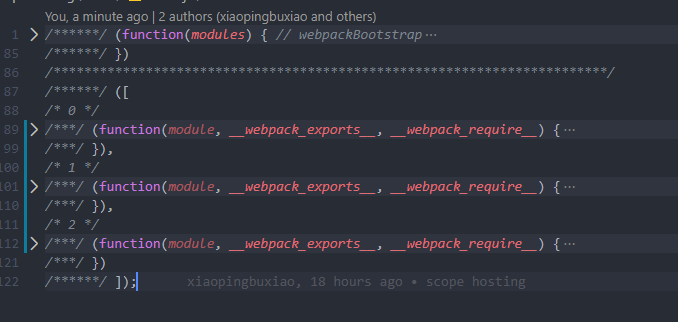 You, a minute ago | 2 authors (xiaopingbuxiao and others)
1 /******/ (function(modules) { // webpackBootstrap…
85 /******/ })
86 /************************************************************************/
87 /******/ ([
88 /* 0 */
89 /***/ (function(module, __webpack_exports__, __webpack_require__) {…
99 /***/ }),
100 /* 1 */
101 /***/ (function(module, __webpack_exports__, __webpack_require__) {…
110 /***/ }),
111 /* 2 */
112 /***/ (function(module, __webpack_exports__, __webpack_require__) {…
121 /***/ })
122 /******/ ]); xiaopingbuxiao, 18 hours ago • scope hosting